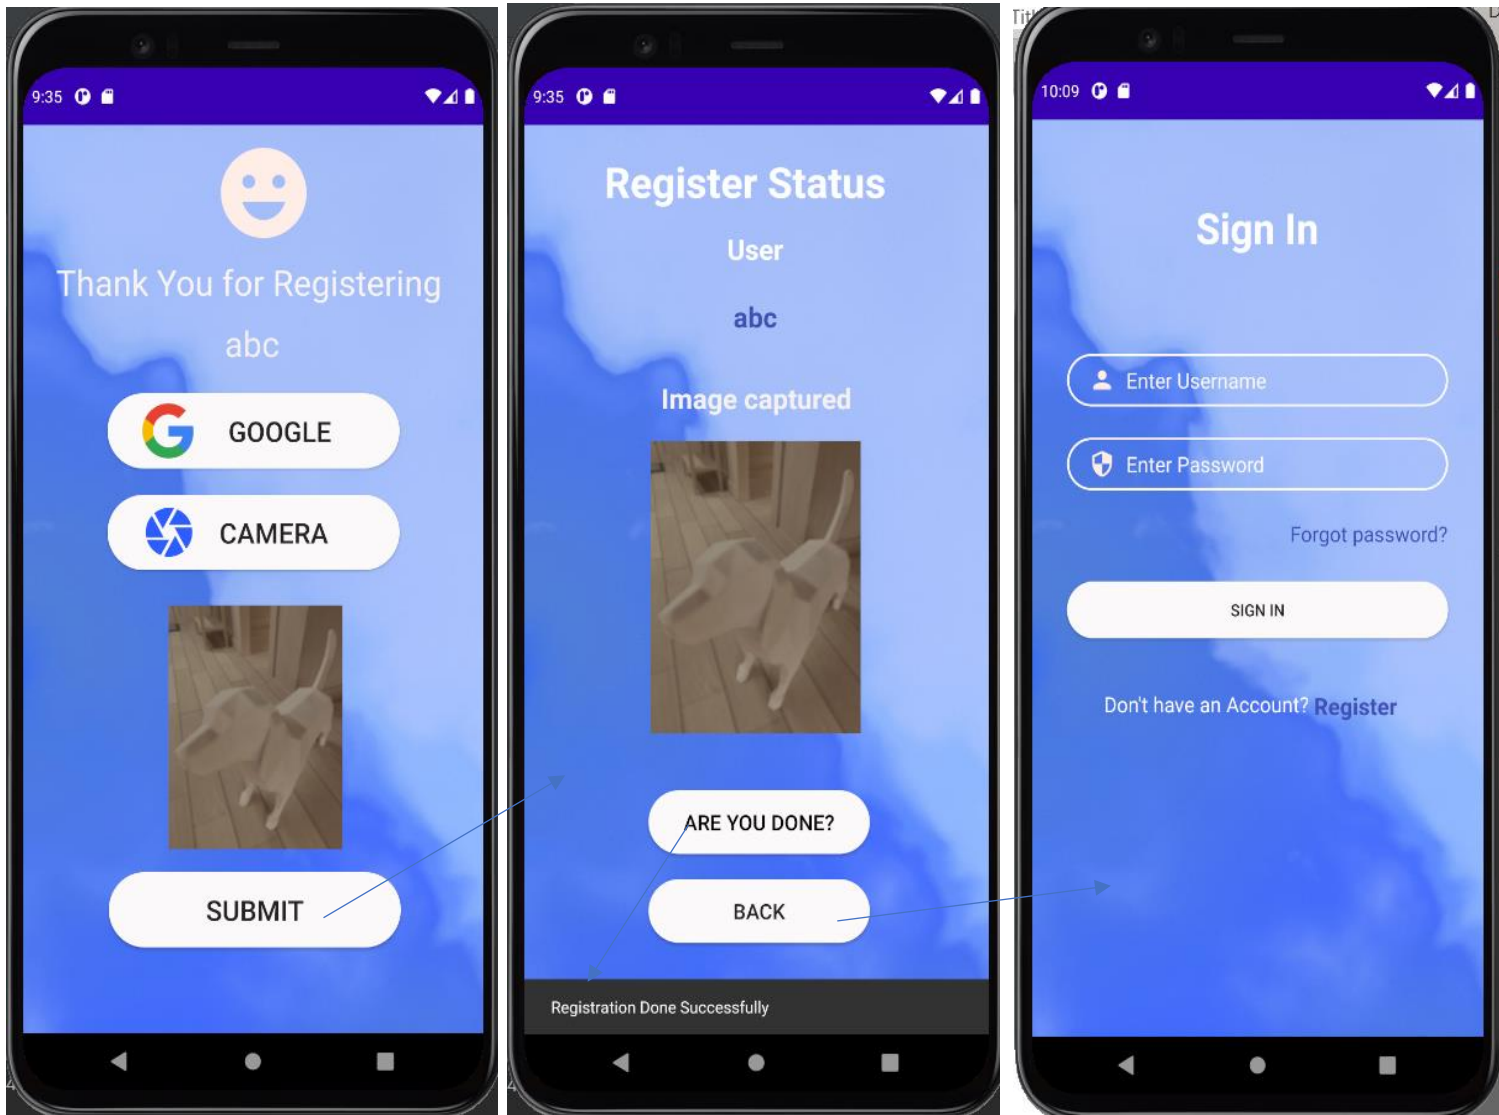 9:35
Thank You for Registering
abc
GOOGLE
CAMERA
SUBMIT
9:35
Register Status
User
abc
Image captured
ARE YOU DONE?
BACK
Registration Done Successfully
10:09
Sign In
Enter Username
Enter Password
Forgot password?
SIGN IN
Don't have an Account? Register